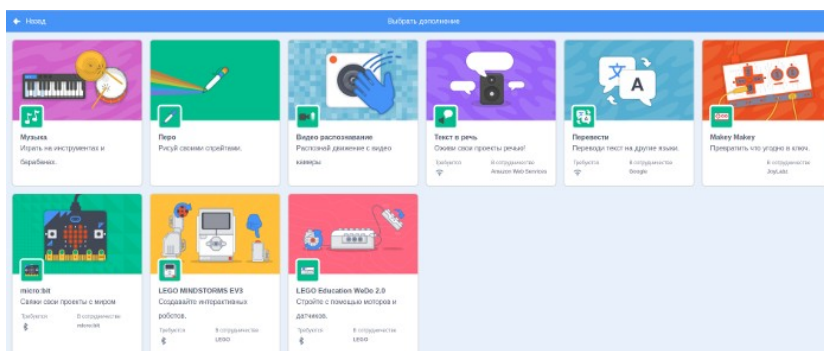 Назад
Выбрать дополнение
Музыка
Играть на инструментах и
барабанах.
Перо
Рисуй своими спрайтами.
Видео распознавание
Распознай движение с видео
камеры
Текст в речь
Оживи свои проекты речью!
Требуется
В сотрудничестве
Amazon Web Services
Перевести
Переводи текст на другие языки.
Требуется
В сотрудничестве
Google
Makey Makey
Превратить что угодно в ключ.
В сотрудничестве
JoyLabz
micro:bit
Свяжи свои проекты с миром
Требуется
В сотрудничестве
micro:bit
LEGO MINDSTORMS EV3
Создавайте интерактивных
роботов.
Требуется
В сотрудничестве
LEGO
LEGO Education WeDo 2.0
Стройте с помощью моторов и
датчиков.
Требуется
В сотрудничестве
LEGO
文
A